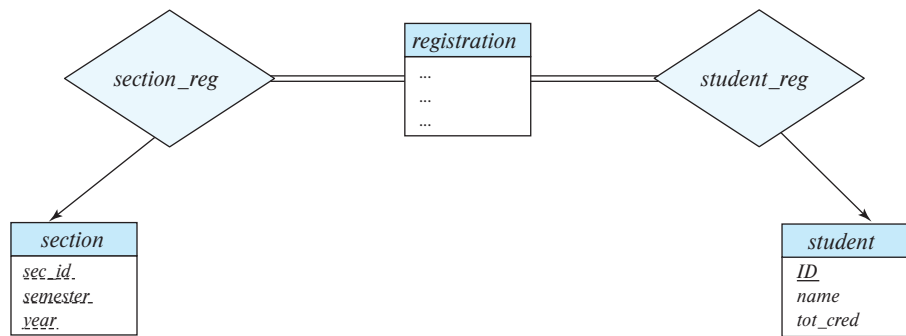 registration
section_reg
student_reg
...
...
...
section
sec_id
semester
year
student
ID
name
tot_cred